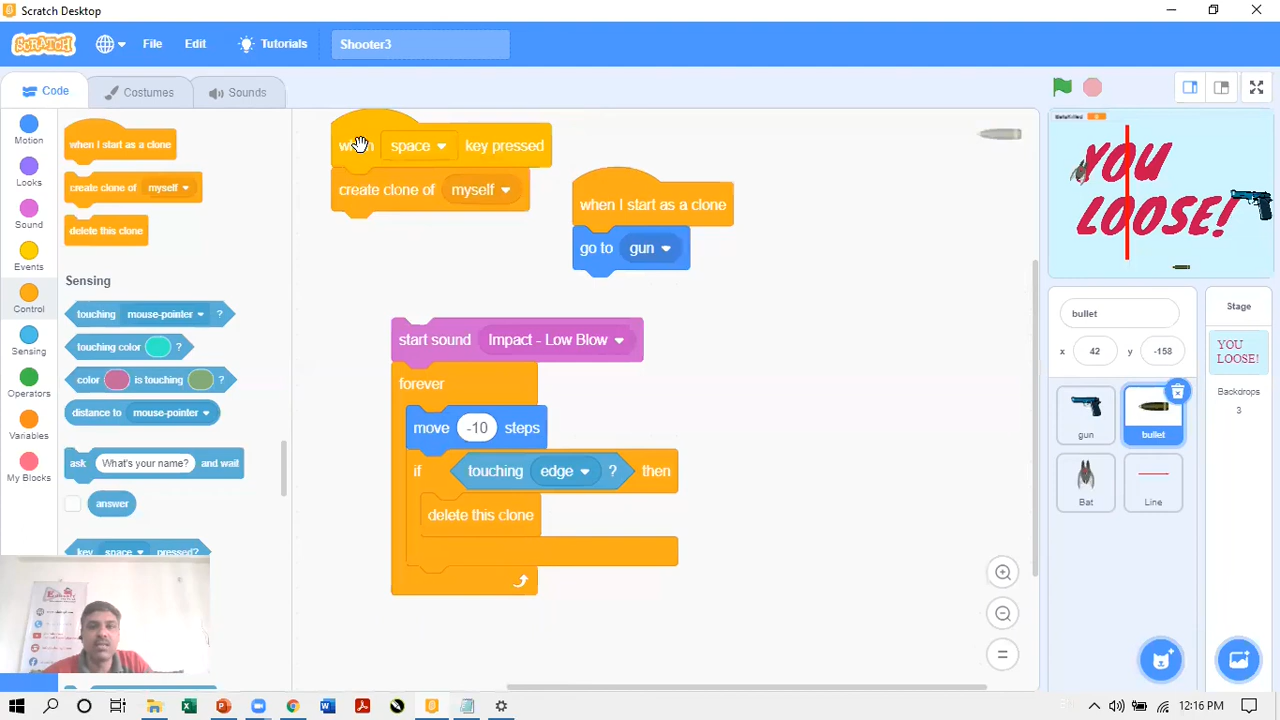 Scratch Desktop
SCRATCH
File
Edit
Tutorials
Shooter3
Code
Costumes
Sounds
Motion
Looks
Sound
Events
Control
Sensing
Operators
Variables
My Blocks
when I start as a clone
create clone of myself
delete this clone
Sensing
touching mouse-pointer ?
touching color ?
color is touching ?
distance to mouse-pointer
ask What's your name? and wait
answer
key space pressed?
space key pressed
create clone of myself
when I start as a clone
go to gun
start sound Impact - Low Blow
forever
move -10 steps
if touching edge ? then
delete this clone
YOU
LOOSE!
bullet
x 42 y -158
gun
bullet
Bat
Line
Stage
YOU
LOOSE!
Backdrops
3
12:16 PM